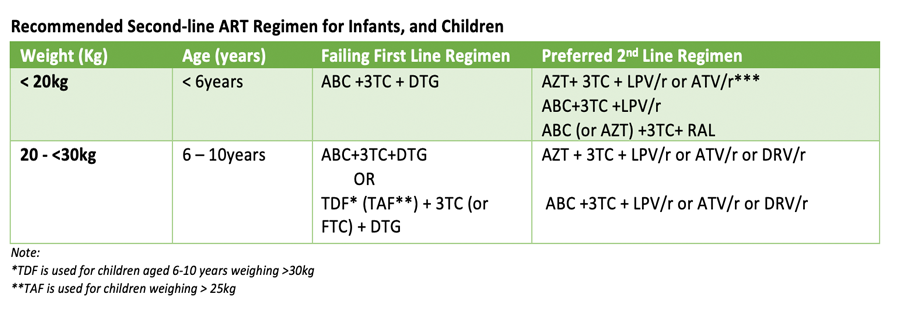 Recommended Second-line ART Regimen for Infants, and Children
Weight (Kg) Age (years) Failing First Line Regimen Preferred 2nd Line Regimen
< 20kg < 6years ABC +3TC + DTG AZT+ 3TC + LPV/r or ATV/r***
ABC+3TC +LPV/r
ABC (or AZT) +3TC+ RAL
20 - <30kg 6 – 10years ABC+3TC+DTG AZT + 3TC + LPV/r or ATV/r or DRV/r
OR
TDF* (TAF**) + 3TC (or ABC +3TC + LPV/r or ATV/r or DRV/r
FTC) + DTG
Note:
*TDF is used for children aged 6-10 years weighing >30kg
**TAF is used for children weighing > 25kg